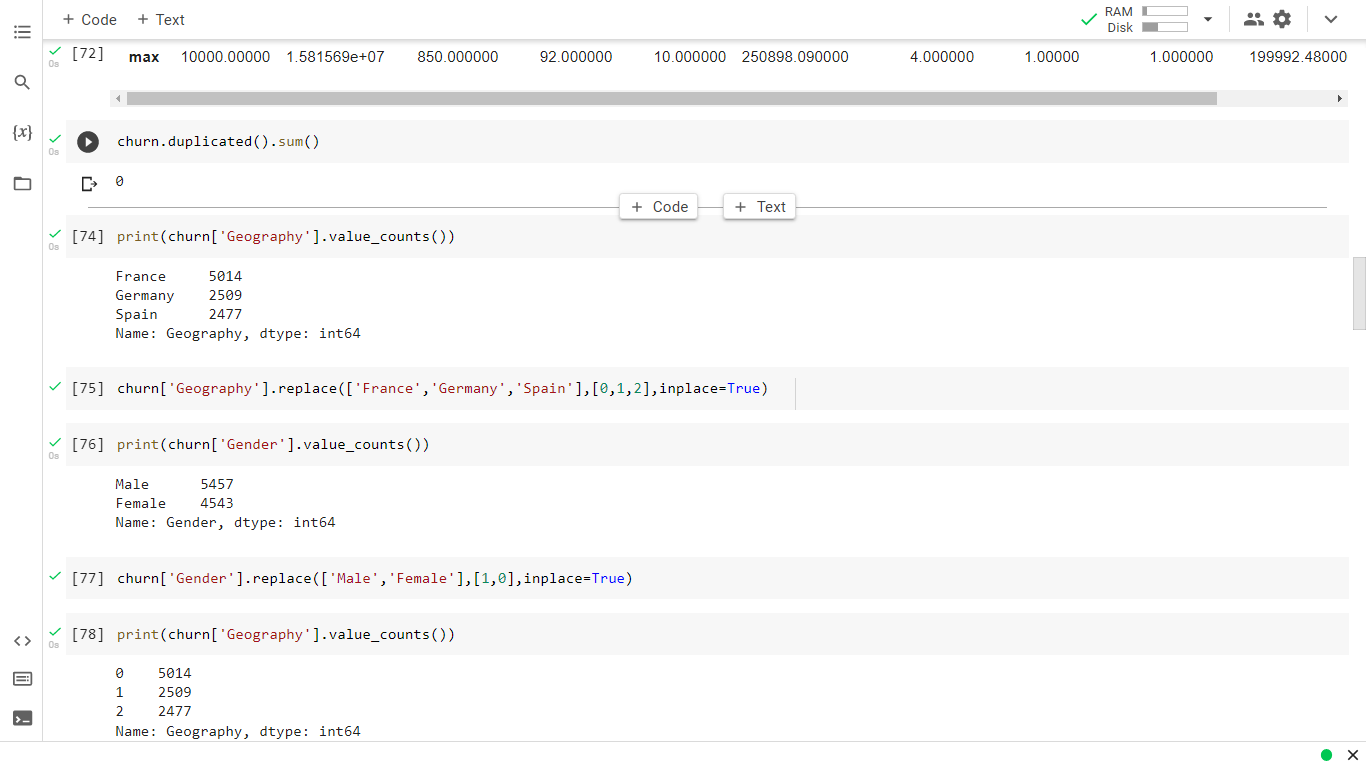 + Code + Text
RAM
Disk
[72] max 10000.00000 1.581569e+07 850.000000 92.000000 10.000000 250898.090000 4.000000 1.00000 1.000000 199992.48000
0s
churn.duplicated().sum()
0s
0
+ Code + Text
[74] print(churn['Geography'].value_counts())
0s
France 5014
Germany 2509
Spain 2477
Name: Geography, dtype: int64
[75] churn['Geography'].replace(['France','Germany','Spain'],[0,1,2],inplace=True)
[76] print(churn['Gender'].value_counts())
0s
Male 5457
Female 4543
Name: Gender, dtype: int64
[77] churn['Gender'].replace(['Male','Female'],[1,0],inplace=True)
[78] print(churn['Geography'].value_counts())
0s
0 5014
1 2509
2 2477
Name: Geography, dtype: int64